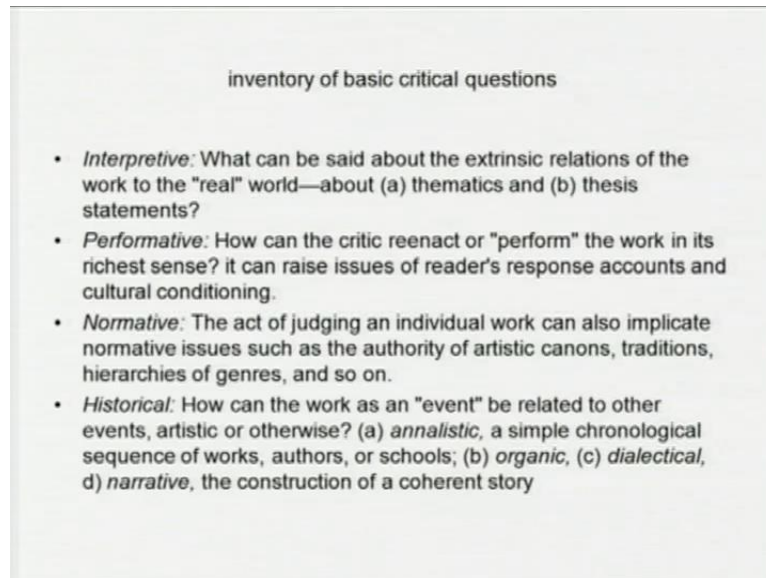 inventory of basic critical questions
• Interpretive: What can be said about the extrinsic relations of the
work to the "real" world—about (a) thematics and (b) thesis
statements?
• Performative: How can the critic reenact or "perform" the work in its
richest sense? it can raise issues of reader's response accounts and
cultural conditioning.
• Normative: The act of judging an individual work can also implicate
normative issues such as the authority of artistic canons, traditions,
hierarchies of genres, and so on.
• Historical: How can the work as an "event" be related to other
events, artistic or otherwise? (a) annalistic, a simple chronological
sequence of works, authors, or schools; (b) organic, (c) dialectical,
d) narrative, the construction of a coherent story